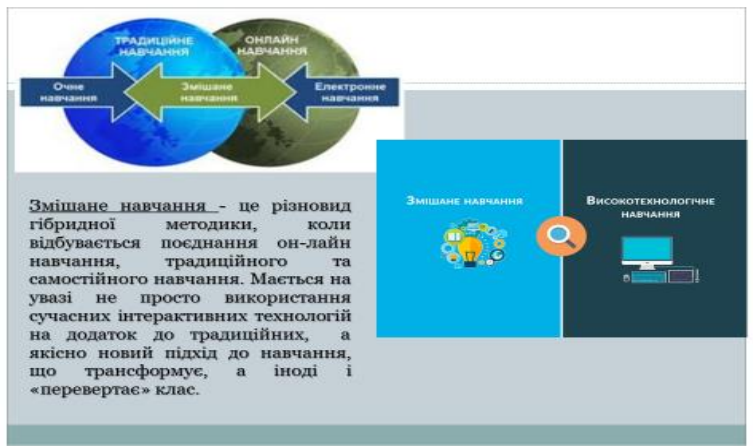 ТРАДИЦІЙНЕ
НАВЧАННЯ
ОНЛАЙН
НАВЧАННЯ
Очне
навчання
Змішане
навчання
Електронне
навчання
Змішане навчання
Високотехнологічне
навчання
Змішане навчання - це різновид
гібридної методики, коли
відбувається поєднання он-лайн
навчання, традиційного та
самостійного навчання. Мається на
увазі не просто використання
сучасних інтерактивних технологій
на додаток до традиційних, а
якісно новий підхід до навчання,
що трансформує, а іноді і
«перевертає» клас.